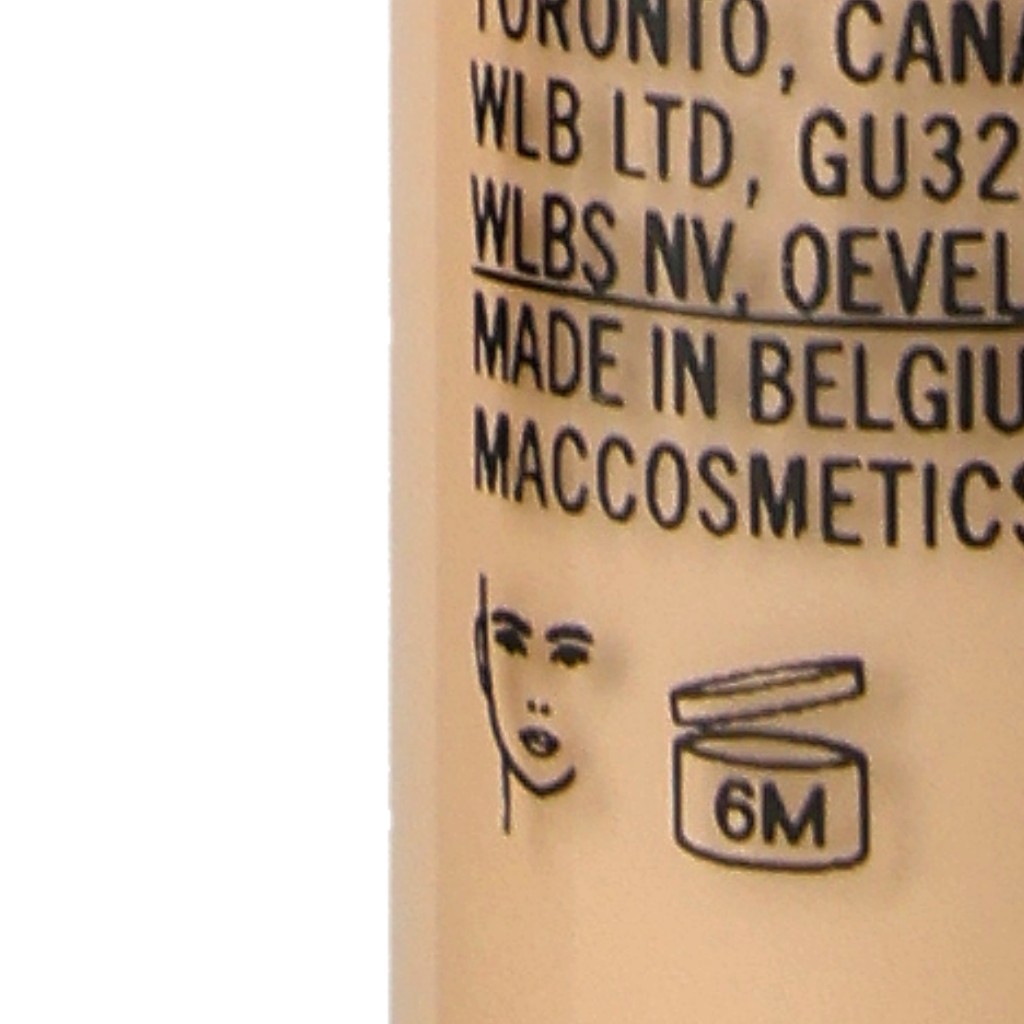 TORONTO, CANA
WLB LTD, GU32
WLBS NV, OEVEL
MADE IN BELGIU
MACCOSMETICS
6M